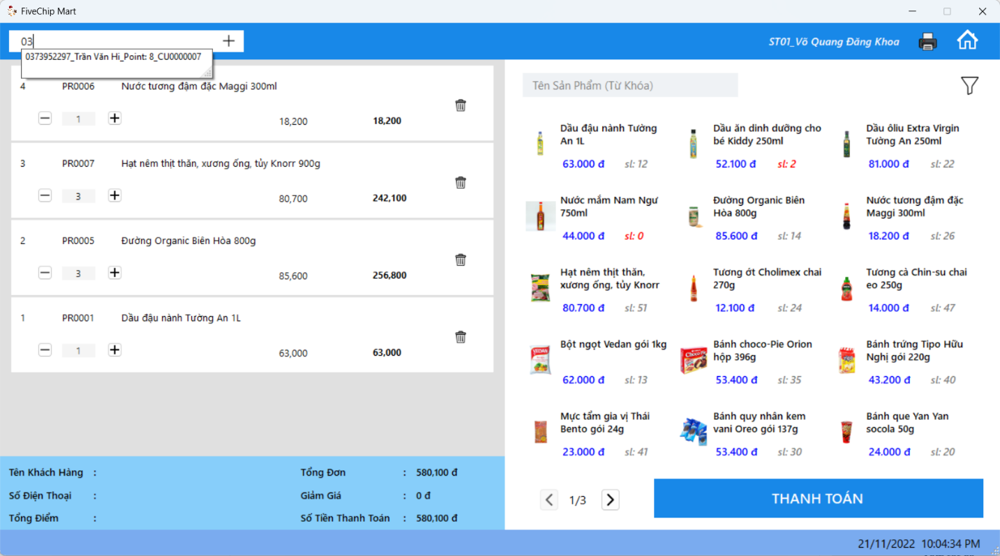 FiveChip Mart
03
ST01_Võ Quang Đăng Khoa
0373952297_Trần Văn Hi_Point: 8_CU0000007
4 PR0006 Nước tương đậm đặc Maggi 300ml
1 18,200 18,200
3 PR0007 Hạt nêm thịt thăn, xương ống, tủy Knorr 900g
3 80,700 242,100
2 PR0005 Đường Organic Biên Hòa 800g
3 85,600 256,800
1 PR0001 Dầu đậu nành Tường An 1L
1 63,000 63,000
Tên Khách Hàng :
Số Điện Thoại :
Tổng Điểm :
Tổng Đơn : 580,100 đ
Giảm Giá : 0 đ
Số Tiền Thanh Toán : 580,100 đ
Tên Sản Phẩm (Từ Khóa)
Dầu đậu nành Tường
An 1L
63.000 đ sl: 12
Dầu ăn dinh dưỡng cho
bé Kiddy 250ml
52.100 đ sl: 2
Dầu ôliu Extra Virgin
Tường An 250ml
81.000 đ sl: 22
Nước mắm Nam Ngư
750ml
44.000 đ sl: 0
Đường Organic Biên
Hòa 800g
85.600 đ sl: 14
Nước tương đậm đặc
Maggi 300ml
18.200 đ sl: 26
Hạt nêm thịt thăn,
xương ống, tủy Knorr
80.700 đ sl: 51
Tương ớt Cholimex chai
270g
12.100 đ sl: 24
Tương cà Chin-su chai
eo 250g
14.000 đ sl: 47
Bột ngọt Vedan gói 1kg
62.000 đ sl: 13
Bánh choco-Pie Orion
hộp 396g
53.400 đ sl: 35
Bánh trứng Tipo Hữu
Nghị gói 220g
43.200 đ sl: 40
Mực tẩm gia vị Thái
Bento gói 24g
23.000 đ sl: 41
Bánh quy nhân kem
vani Oreo gói 137g
53.400 đ sl: 30
Bánh que Yan Yan
socola 50g
24.000 đ sl: 20
1/3
THANH TOÁN
21/11/2022 10:04:34 PM